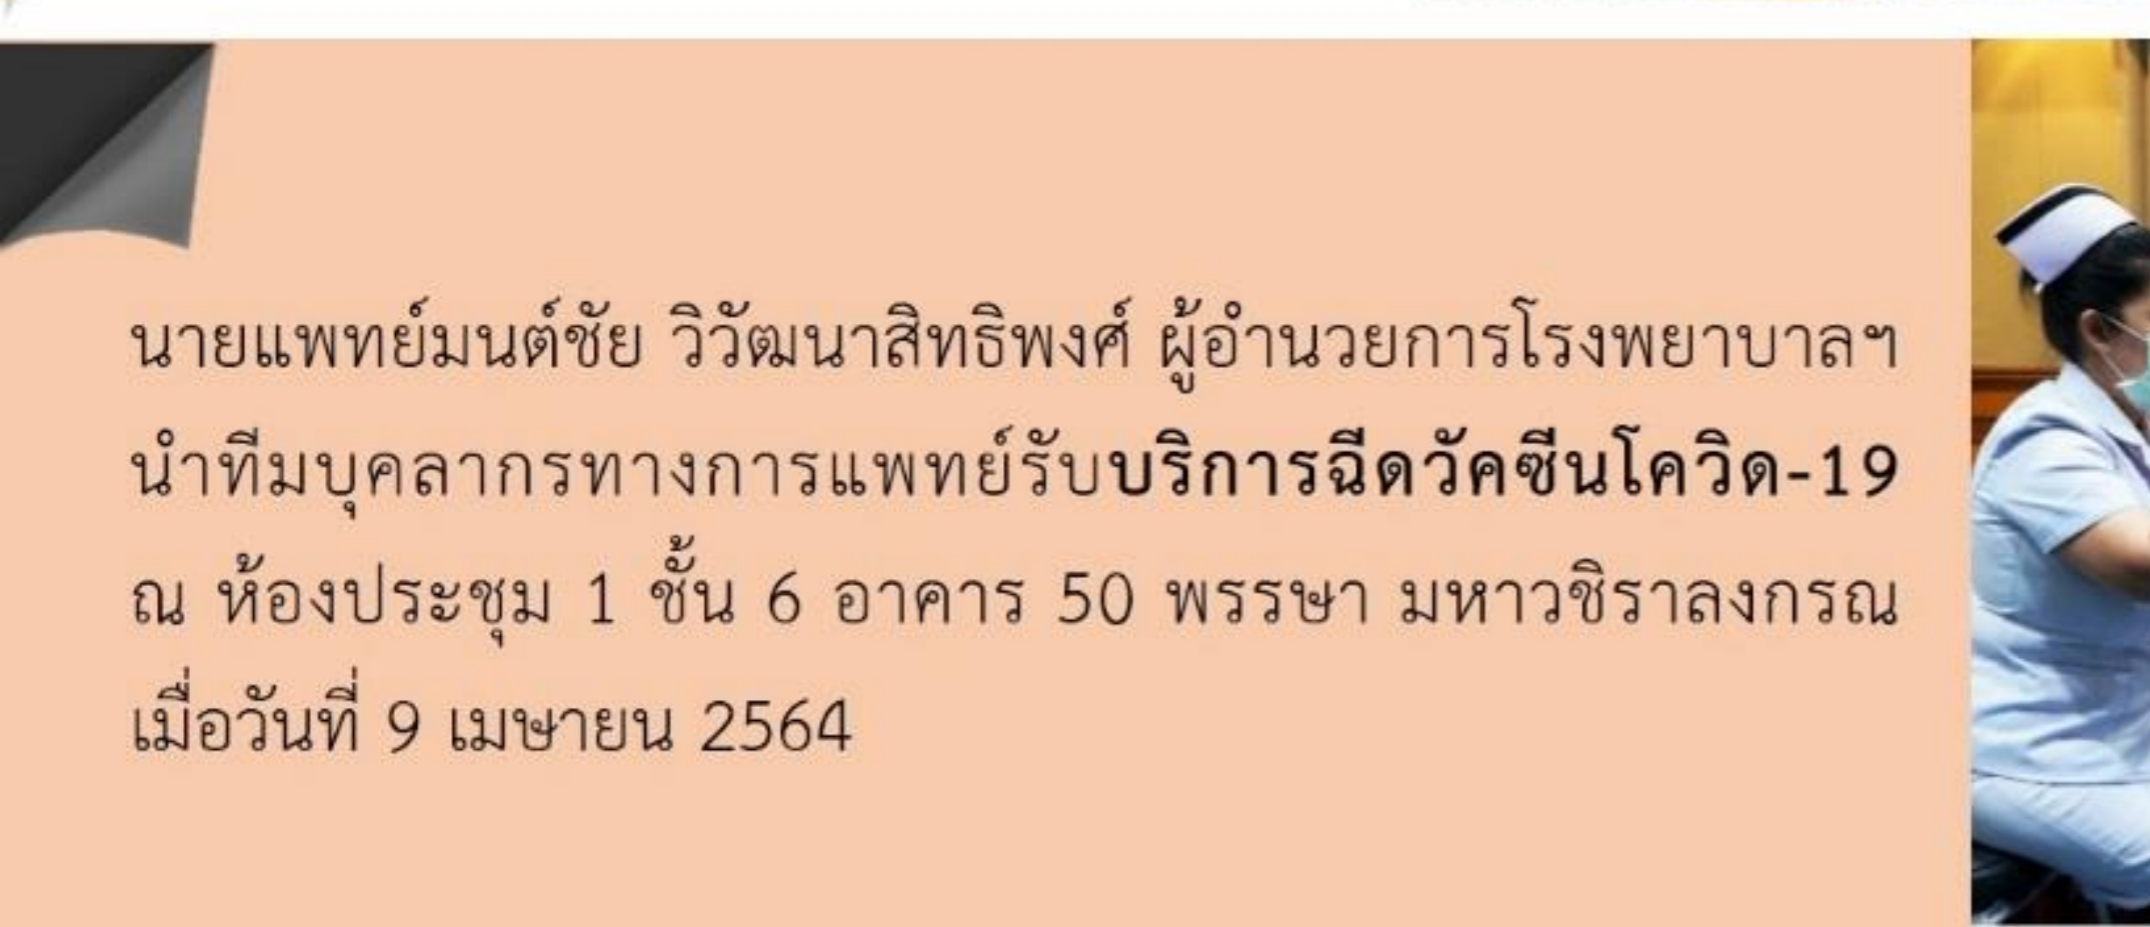 นายแพทย์มนต์ชัย วิวัฒนาสิทธิพงศ์ ผู้อำนวยการโรงพยาบาลฯ
นำทีมบุคลากรทางการแพทย์รับบริการฉีดวัคซีนโควิด-19
ณ ห้องประชุม 1 ชั้น 6 อาคาร 50 พรรษา มหาวชิราลงกรณ
เมื่อวันที่ 9 เมษายน 2564